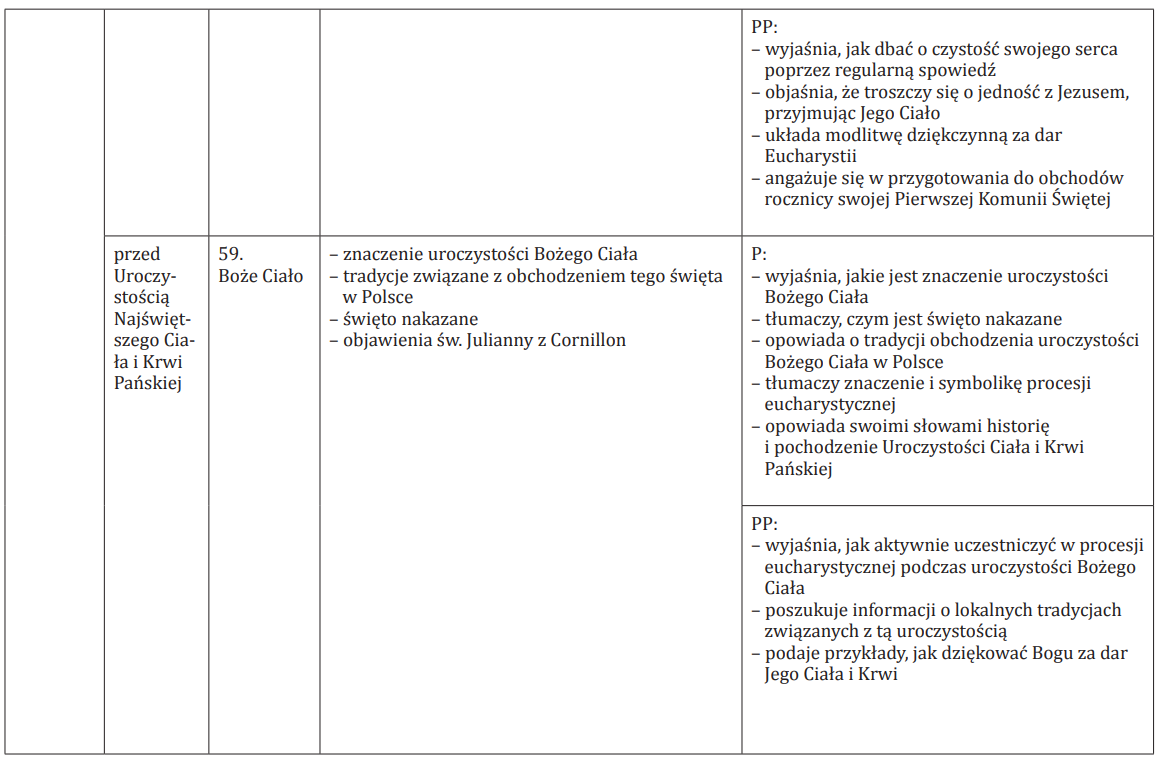 PP:
– wyjaśnia, jak dbać o czystość swojego serca
poprzez regularną spowiedź
– objaśnia, że troszczy się o jedność z Jezusem,
przyjmując Jego Ciało
– układa modlitwę dziękczynną za dar
Eucharystii
– angażuje się w przygotowania do obchodów
rocznicy swojej Pierwszej Komunii Świętej
przed
Uroczy-
stością
Najświęt-
szego Cia-
ła i Krwi
Pańskiej
59.
Boże Ciało
– znaczenie uroczystości Bożego Ciała
– tradycje związane z obchodzeniem tego święta
w Polsce
– święto nakazane
– objawienia św. Julianny z Cornillon
P:
– wyjaśnia, jakie jest znaczenie uroczystości
Bożego Ciała
– tłumaczy, czym jest święto nakazane
– opowiada o tradycji obchodzenia uroczystości
Bożego Ciała w Polsce
– tłumaczy znaczenie i symbolikę procesji
eucharystycznej
– opowiada swoimi słowami historię
i pochodzenie Uroczystości Ciała i Krwi
Pańskiej
PP:
– wyjaśnia, jak aktywnie uczestniczyć w procesji
eucharystycznej podczas uroczystości Bożego
Ciała
– poszukuje informacji o lokalnych tradycjach
związanych z tą uroczystością
– podaje przykłady, jak dziękować Bogu za dar
Jego Ciała i Krwi